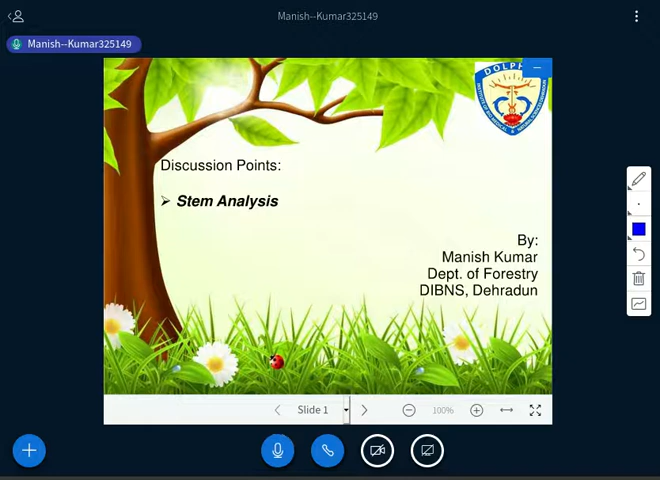 Manish--Kumar325149
Manish--Kumar325149
DOLPH
Discussion Points:
➢ Stem Analysis
By:
Manish Kumar
Dept. of Forestry
DIBNS, Dehradun
Slide 1
100%